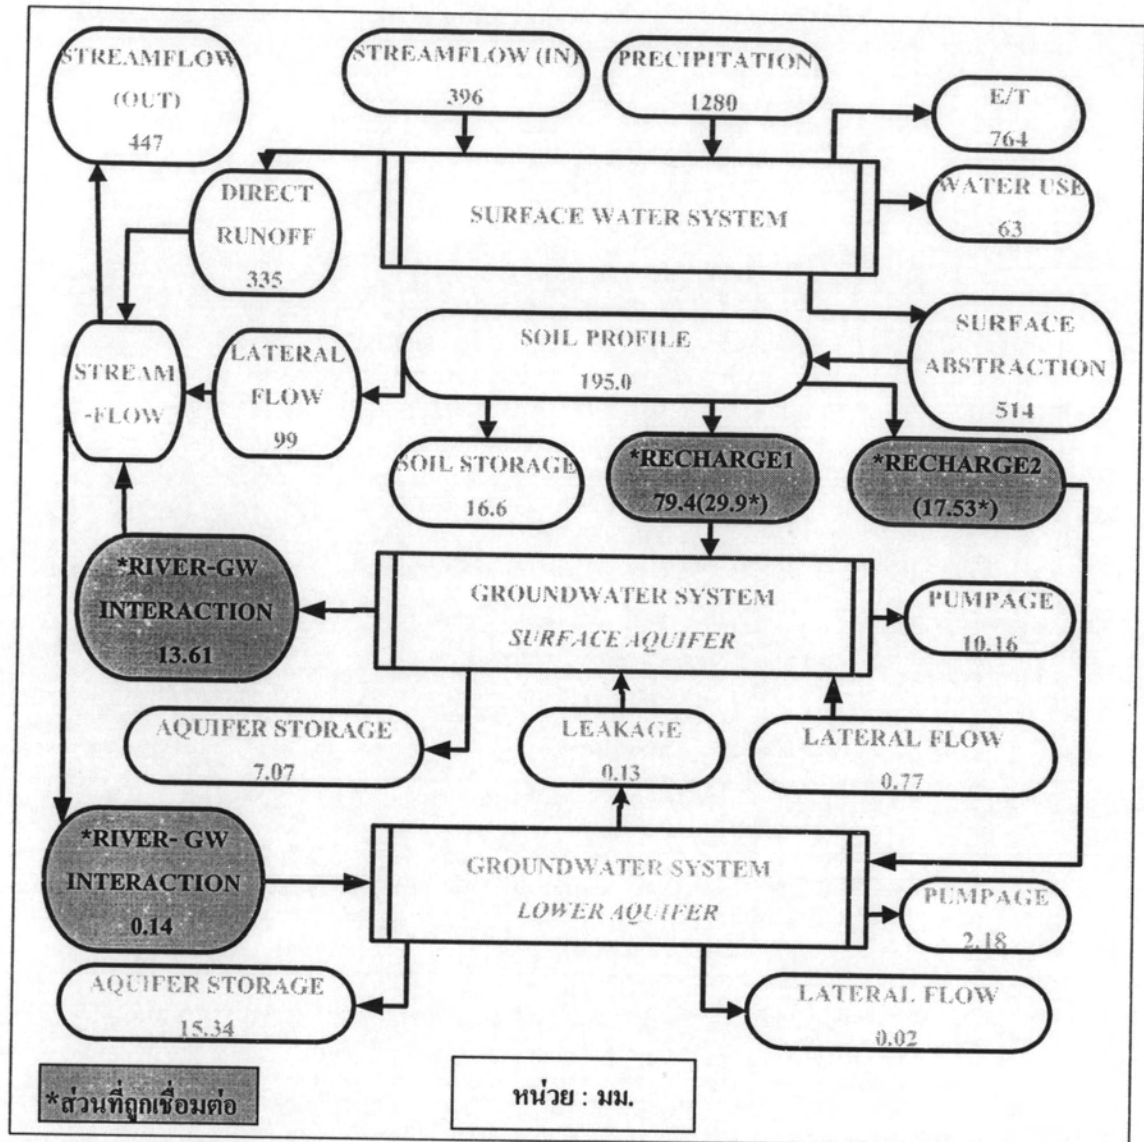 STREAMFLOW
(OUT)
447
STREAMFLOW (IN)
396
PRECIPITATION
1280
E/T
764
WATER USE
63
DIRECT
RUNOFF
335
SURFACE WATER SYSTEM
SURFACE
ABSTRACTION
514
SOIL PROFILE
195.0
LATERAL
FLOW
99
STREAM
-FLOW
SOIL STORAGE
16.6
*RECHARGE1
79.4(29.9*)
*RECHARGE2
(17.53*)
*RIVER-GW
INTERACTION
13.61
GROUNDWATER SYSTEM
SURFACE AQUIFER
PUMPAGE
10.16
AQUIFER STORAGE
7.07
LEAKAGE
0.13
LATERAL FLOW
0.77
*RIVER- GW
INTERACTION
0.14
GROUNDWATER SYSTEM
LOWER AQUIFER
PUMPAGE
2.18
AQUIFER STORAGE
15.34
LATERAL FLOW
0.02
*ส่วนที่ถูกเชื่อมต่อ
หน่วย : มม.